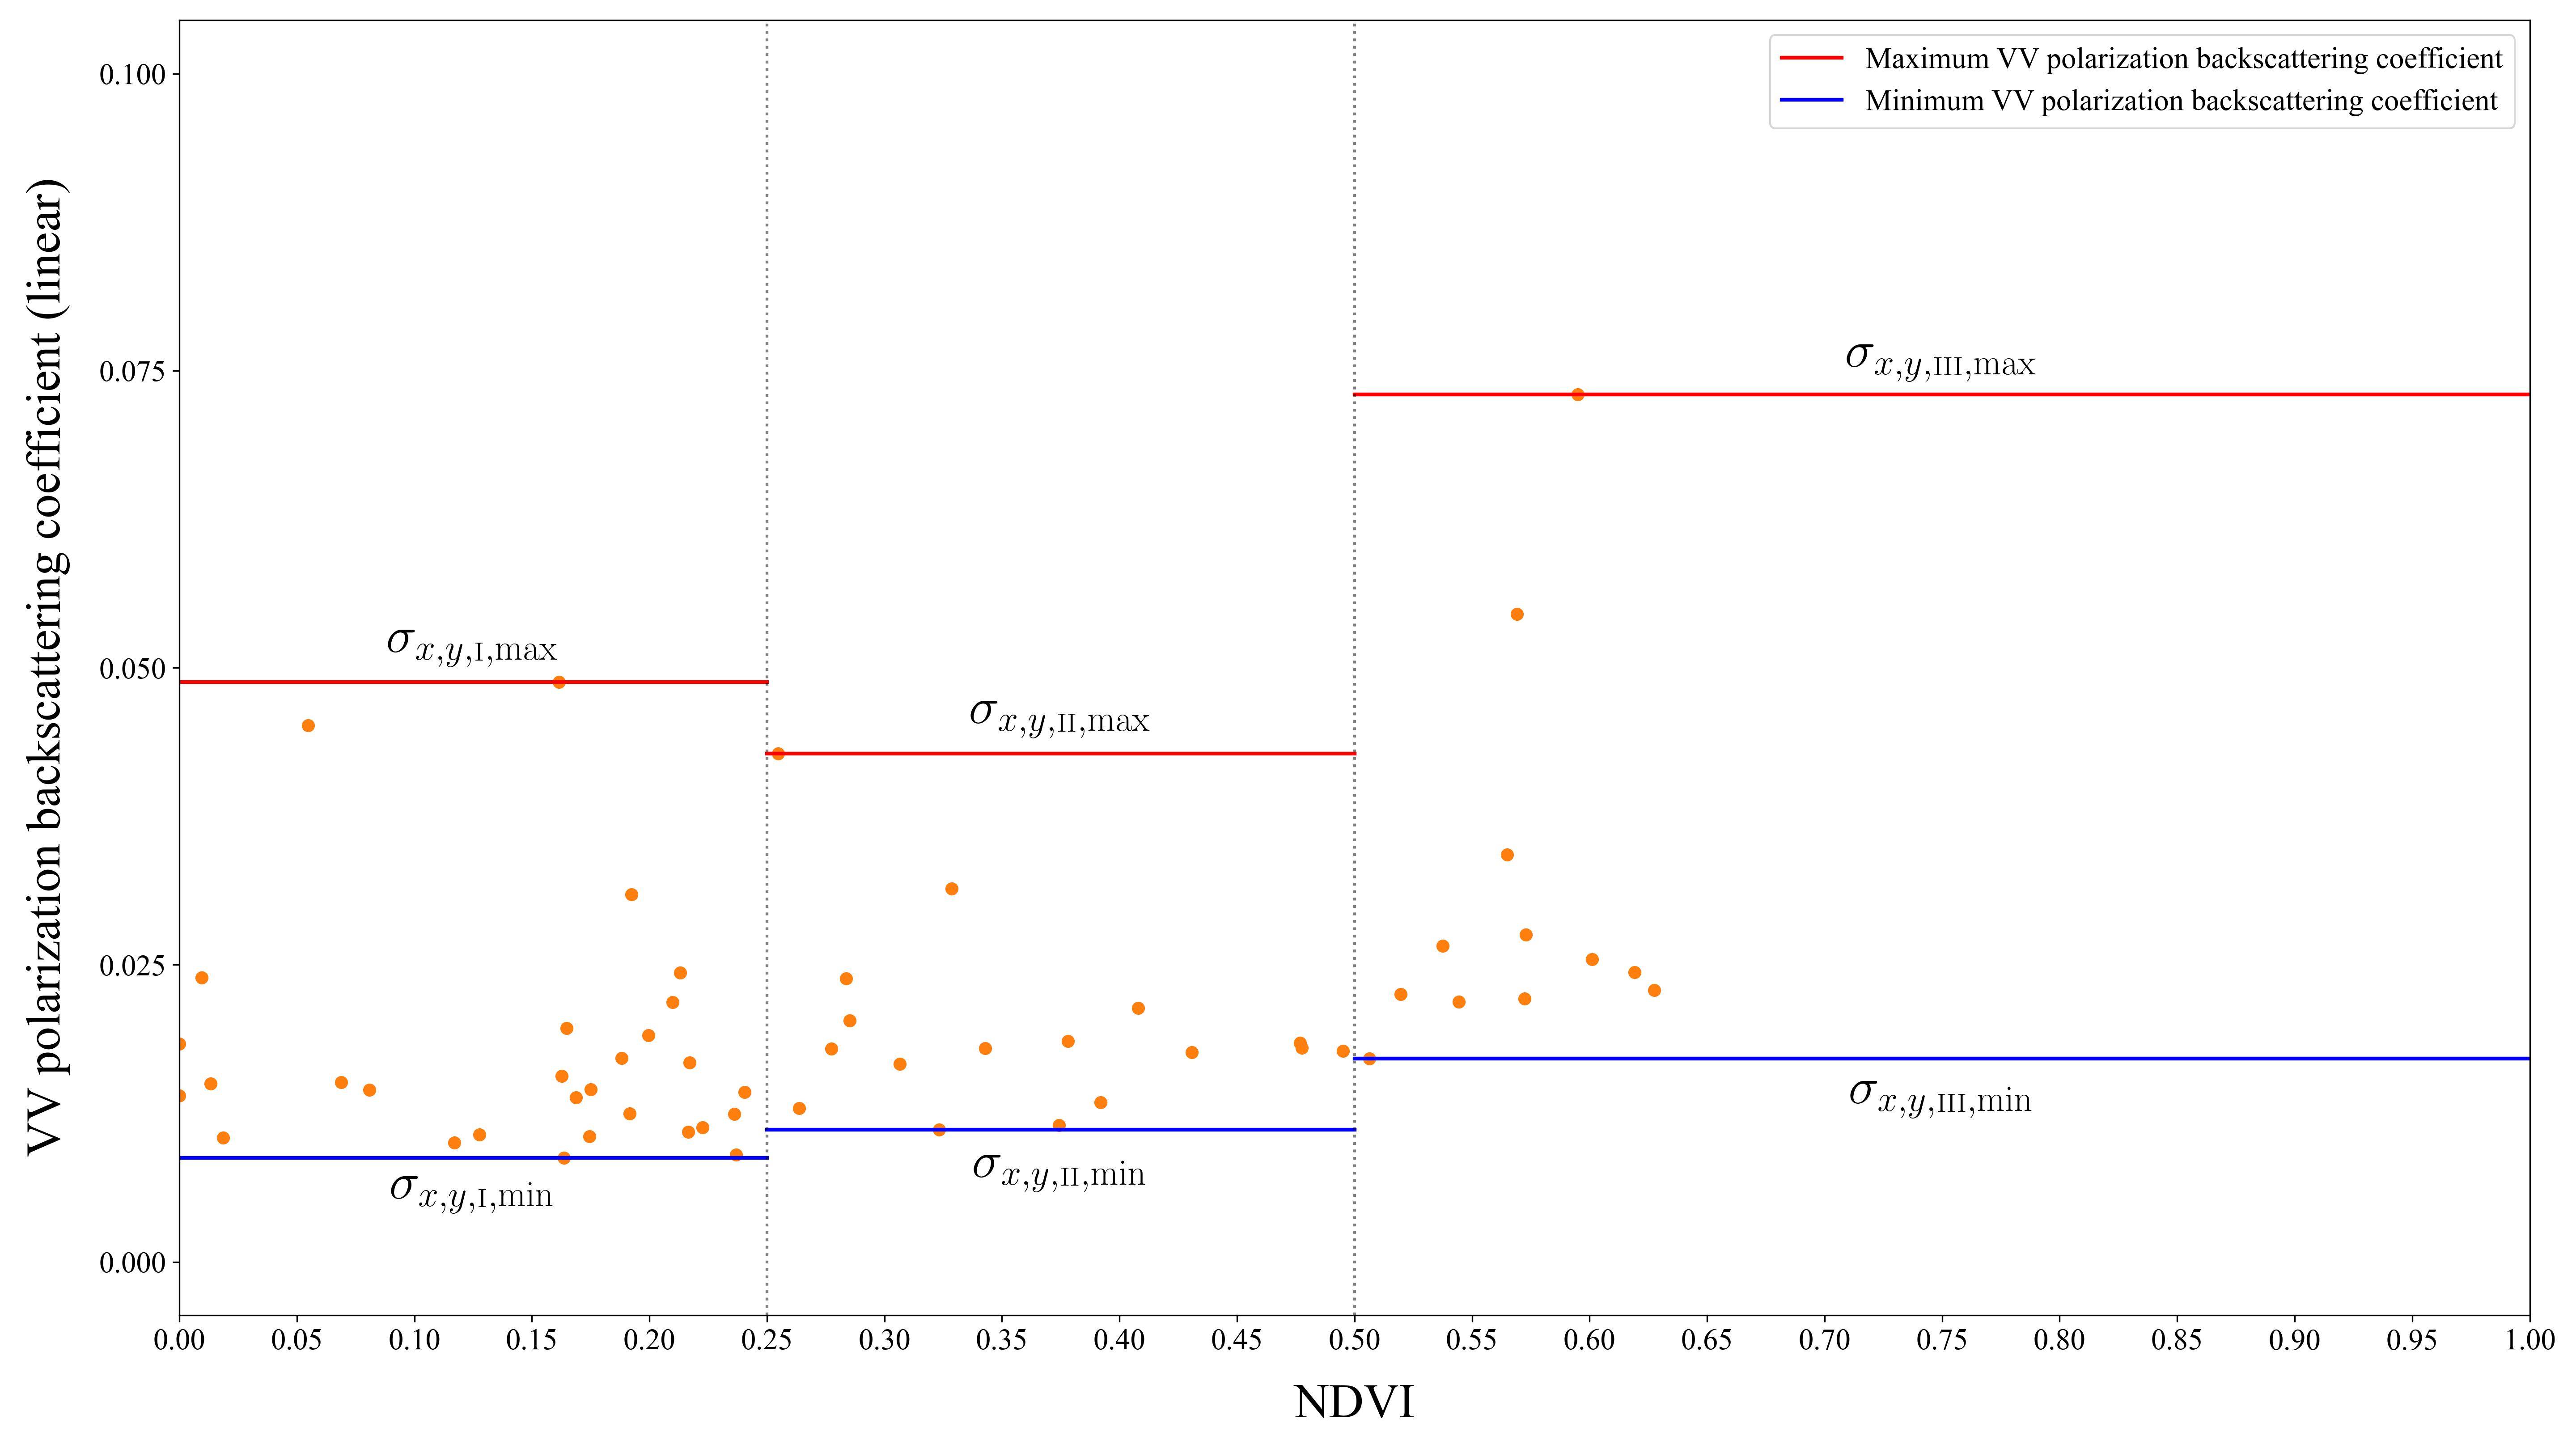 Maximum VV polarization backscattering coefficient
Minimum VV polarization backscattering coefficient
VV polarization backscattering coefficient (linear)
0.100
0.075
0.050
0.025
0.000
σx,y,III,max
σx,y,I,max
σx,y,II,max
σx,y,III,min
σx,y,II,min
σx,y,I,min
0.00 0.05 0.10 0.15 0.20 0.25 0.30 0.35 0.40 0.45 0.50 0.55 0.60 0.65 0.70 0.75 0.80 0.85 0.90 0.95 1.00
NDVI